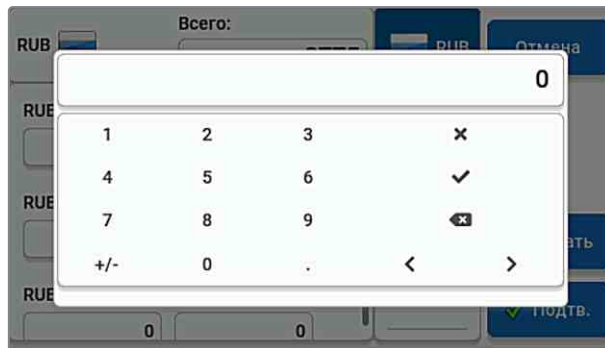 Всего:
RUB
RUB
Отмена
0
RUB
1 2 3
4 5 6
RUB
7 8 9
+/- 0 .
RUB
Подтв.
0 0